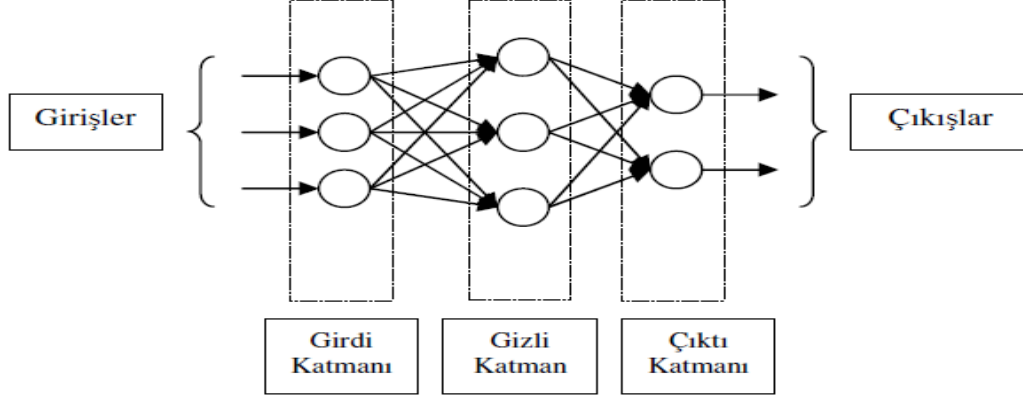 Girişler
Çıkışlar
Girdi
Katmanı
Gizli
Katman
Çıktı
Katmanı